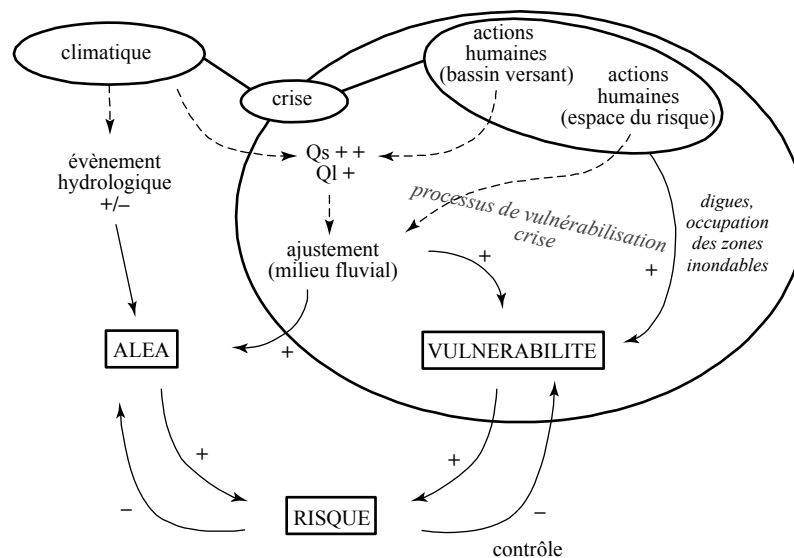 climatique
crise
actions
humaines
(bassin versant)
actions
humaines
(espace du risque)
évènement
hydrologique
+/–
Qs + +
Ql +
processus de vulnérabilisation
crise
digues,
occupation
des zones
inondables
ajustement
(milieu fluvial)
+
+
+
ALEA
VULNERABILITE
+
+
–
–
RISQUE
contrôle